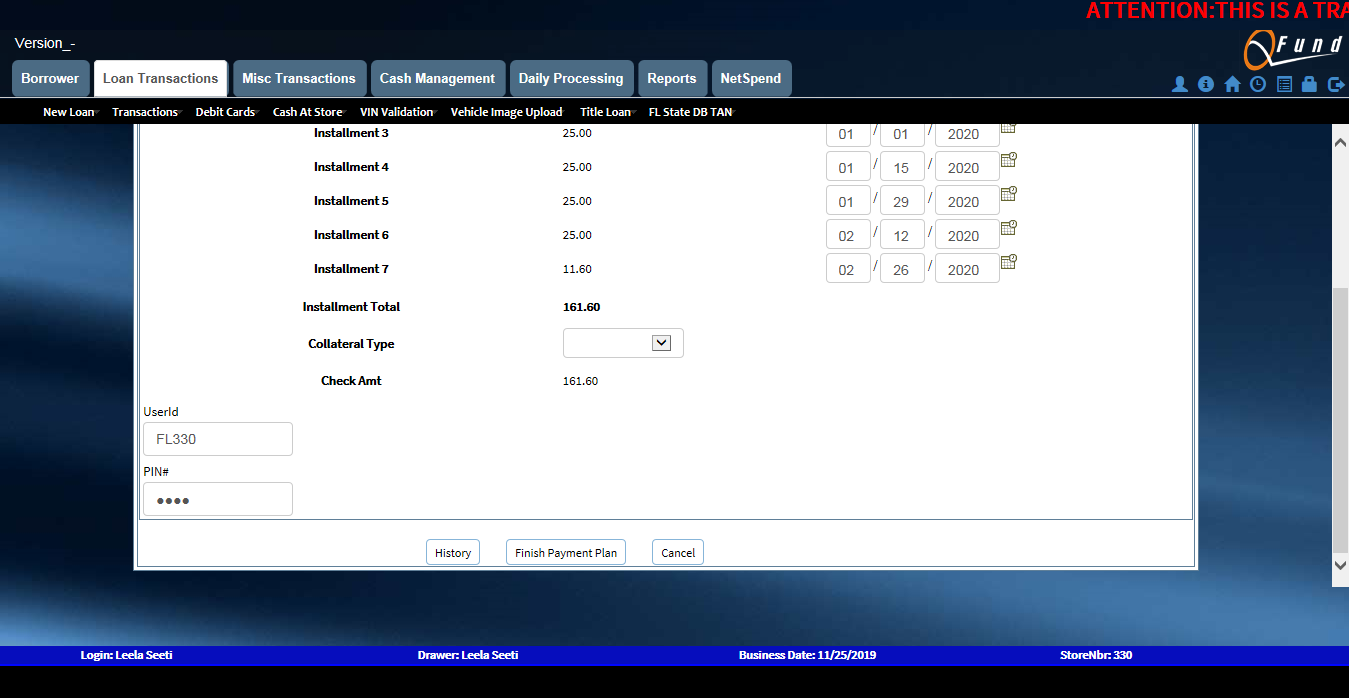 ATTENTION:THIS IS A TRA
Version_-
QFund
Borrower Loan Transactions Misc Transactions Cash Management Daily Processing Reports NetSpend
New Loan Transactions Debit Cards Cash At Store VIN Validation Vehicle Image Upload Title Loan FL State DB TAN
Installment 3 25.00 01 / 01 / 2020
Installment 4 25.00 01 / 15 / 2020
Installment 5 25.00 01 / 29 / 2020
Installment 6 25.00 02 / 12 / 2020
Installment 7 11.60 02 / 26 / 2020
Installment Total 161.60
Collateral Type
Check Amt 161.60
UserId
FL330
PIN#
●●●●
History Finish Payment Plan Cancel
Login: Leela Seeti Drawer: Leela Seeti Business Date: 11/25/2019 StoreNbr: 330